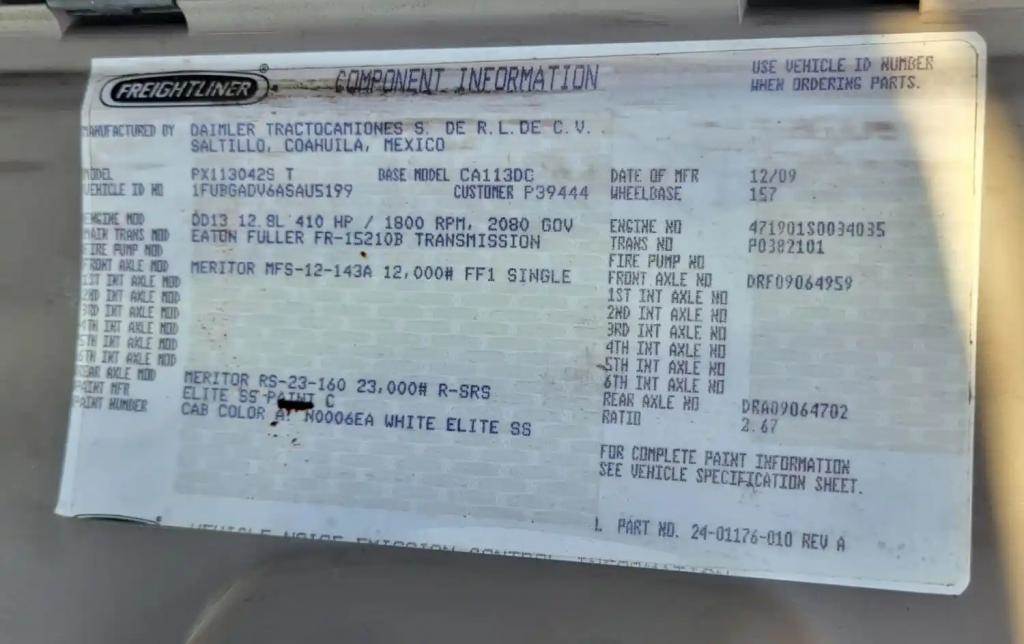 FREIGHTLINER ® COMPONENT INFORMATION
USE VEHICLE ID NUMBER
WHEN ORDERING PARTS.
MANUFACTURED BY DAIMLER TRACTOCAMIONES S. DE R.L.DE C.V.
SALTILLO, COAHUILA, MEXICO
MODEL PX113042S T BASE MODEL CA113DC DATE OF MFR 12/09
VEHICLE ID NO 1FUBGADV6ASAU5199 CUSTOMER P39444 WHEELBASE 157
ENGINE MOD DD13 12.8L 410 HP / 1800 RPM, 2080 GOV ENGINE NO 471901S0034035
MAIN TRANS MOD EATON FULLER FR-15210B TRANSMISSION TRANS NO P0382101
FIRE PUMP MOD FIRE PUMP NO
FRONT AXLE MOD MERITOR MFS-12-143A 12,000# FF1 SINGLE FRONT AXLE NO DRF09064959
1ST INT AXLE MOD 1ST INT AXLE NO
2ND INT AXLE MOD 2ND INT AXLE NO
3RD INT AXLE MOD 3RD INT AXLE NO
4TH INT AXLE MOD 4TH INT AXLE NO
5TH INT AXLE MOD 5TH INT AXLE NO
6TH INT AXLE MOD 6TH INT AXLE NO
REAR AXLE MOD MERITOR RS-23-160 23,000# R-SRS REAR AXLE NO DRA09064702
PAINT MFR ELITE SS PAINT C RATIO 2.67
PAINT NUMBER CAB COLOR A: N0006EA WHITE ELITE SS
FOR COMPLETE PAINT INFORMATION
SEE VEHICLE SPECIFICATION SHEET.
PART NO. 24-01176-010 REV A
VEHICLE NOISE EMISSION CONTROL INFORMATION